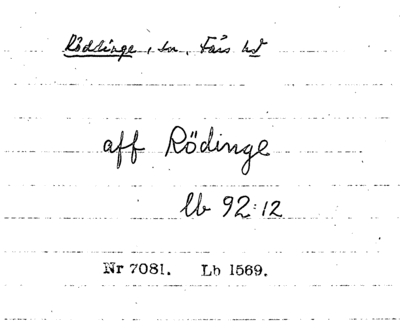 Rödlinge, sn, Färs hd
aff Rödinge
lb 92:12
Nr 7081. Lb 1569.